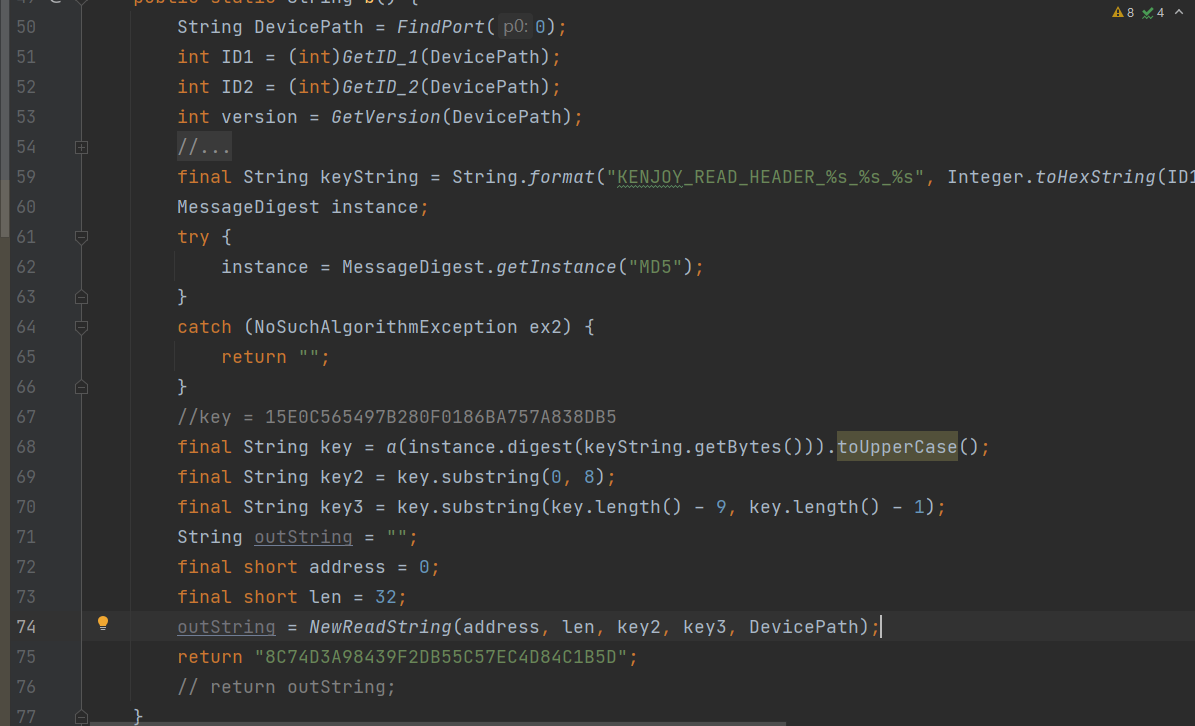 50 String DevicePath = FindPort( p0: 0);
51 int ID1 = (int)GetID_1(DevicePath);
52 int ID2 = (int)GetID_2(DevicePath);
53 int version = GetVersion(DevicePath);
54 //...
59 final String keyString = String.format("KENJOY_READ_HEADER_%s_%s_%s", Integer.toHexString(ID1
60 MessageDigest instance;
61 try {
62 instance = MessageDigest.getInstance("MD5");
63 }
64 catch (NoSuchAlgorithmException ex2) {
65 return "";
66 }
67 //key = 15E0C565497B280F0186BA757A838DB5
68 final String key = a(instance.digest(keyString.getBytes())).toUpperCase();
69 final String key2 = key.substring(0, 8);
70 final String key3 = key.substring(key.length() - 9, key.length() - 1);
71 String outString = "";
72 final short address = 0;
73 final short len = 32;
74 outString = NewReadString(address, len, key2, key3, DevicePath);
75 return "8C74D3A98439F2DB55C57EC4D84C1B5D";
76 // return outString;
77 }
8 4